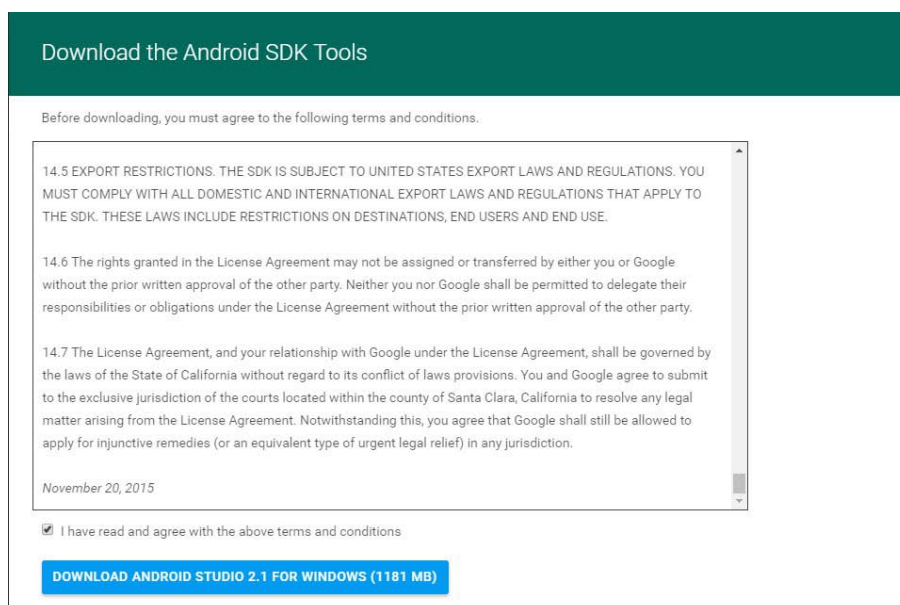 Download the Android SDK Tools
Before downloading, you must agree to the following terms and conditions.
14.5 EXPORT RESTRICTIONS. THE SDK IS SUBJECT TO UNITED STATES EXPORT LAWS AND REGULATIONS. YOU
MUST COMPLY WITH ALL DOMESTIC AND INTERNATIONAL EXPORT LAWS AND REGULATIONS THAT APPLY TO
THE SDK. THESE LAWS INCLUDE RESTRICTIONS ON DESTINATIONS, END USERS AND END USE.
14.6 The rights granted in the License Agreement may not be assigned or transferred by either you or Google
without the prior written approval of the other party. Neither you nor Google shall be permitted to delegate their
responsibilities or obligations under the License Agreement without the prior written approval of the other party.
14.7 The License Agreement, and your relationship with Google under the License Agreement, shall be governed by
the laws of the State of California without regard to its conflict of laws provisions. You and Google agree to submit
to the exclusive jurisdiction of the courts located within the county of Santa Clara, California to resolve any legal
matter arising from the License Agreement. Notwithstanding this, you agree that Google shall still be allowed to
apply for injunctive remedies (or an equivalent type of urgent legal relief) in any jurisdiction.
November 20, 2015
I have read and agree with the above terms and conditions
DOWNLOAD ANDROID STUDIO 2.1 FOR WINDOWS (1181 MB)